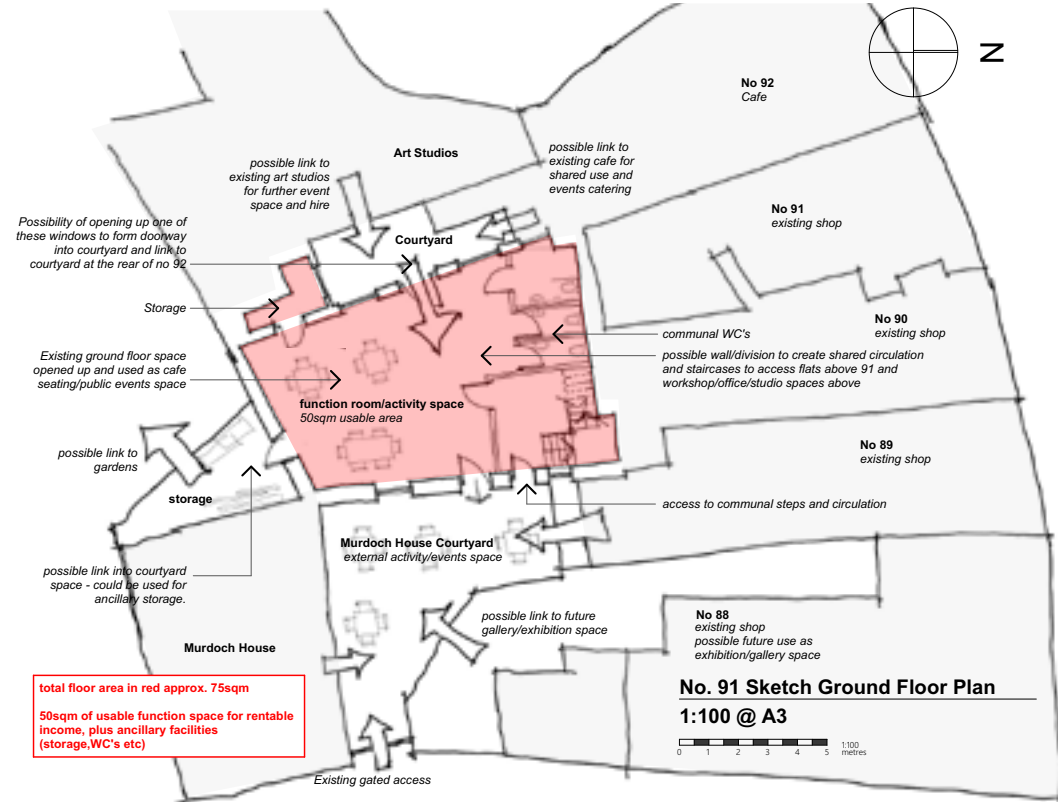 N
No 92
Cafe
Art Studios
possible link to
existing art studios
for further event
space and hire
possible link to
existing cafe for
shared use and
events catering
No 91
existing shop
Possibility of opening up one of
these windows to form doorway
into courtyard and link to
courtyard at the rear of no 92
Courtyard
Storage
No 90
existing shop
communal WC's
Existing ground floor space
opened up and used as cafe
seating/public events space
possible wall/division to create shared circulation
and staircases to access flats above 91 and
workshop/office/studio spaces above
function room/activity space
50sqm usable area
No 89
existing shop
possible link to
gardens
storage
access to communal steps and circulation
Murdoch House Courtyard
external activity/events space
possible link into courtyard
space - could be used for
ancillary storage.
possible link to future
gallery/exhibition space
No 88
existing shop
possible future use as
exhibition/gallery space
Murdoch House
total floor area in red approx. 75sqm
50sqm of usable function space for rentable
income, plus ancillary facilities
(storage,WC's etc)
No. 91 Sketch Ground Floor Plan
1:100 @ A3
0 1 2 3 4 5
1:100
metres
Existing gated access